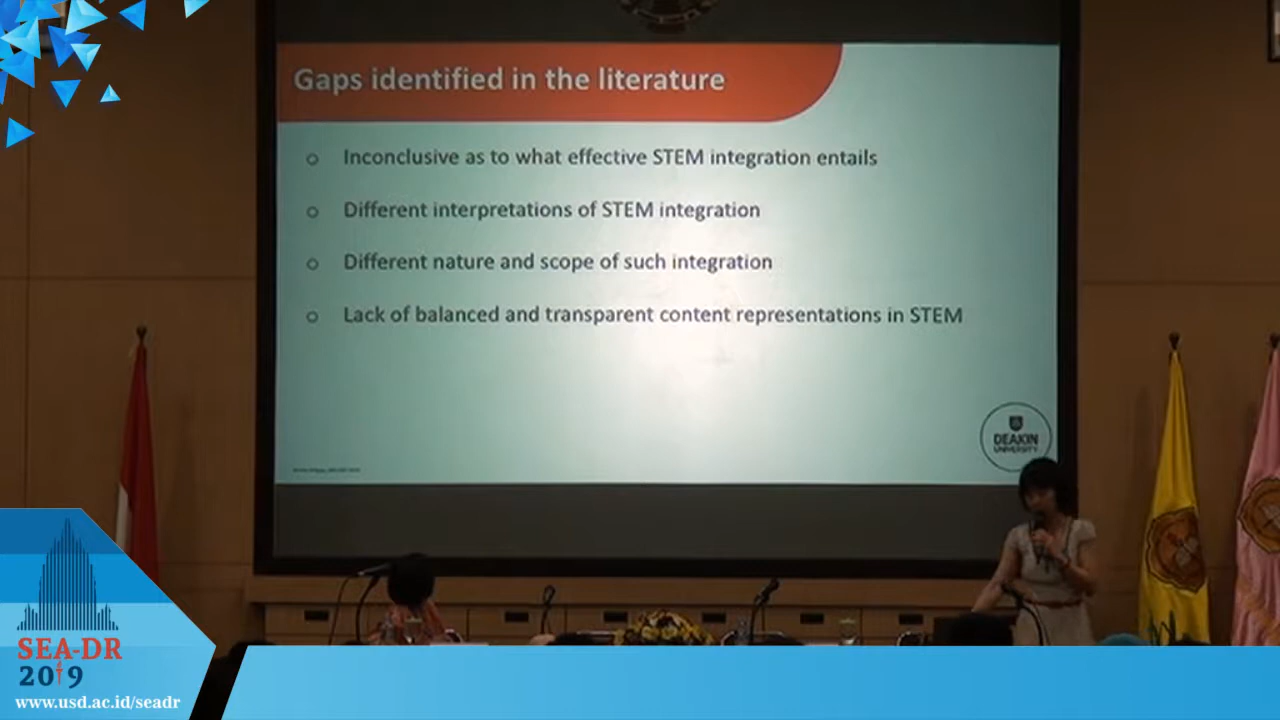 Gaps identified in the literature
o Inconclusive as to what effective STEM integration entails
o Different interpretations of STEM integration
o Different nature and scope of such integration
o Lack of balanced and transparent content representations in STEM
DEAKIN
UNIVERSITY
SEA-DR
2019
www.usd.ac.id/seadr